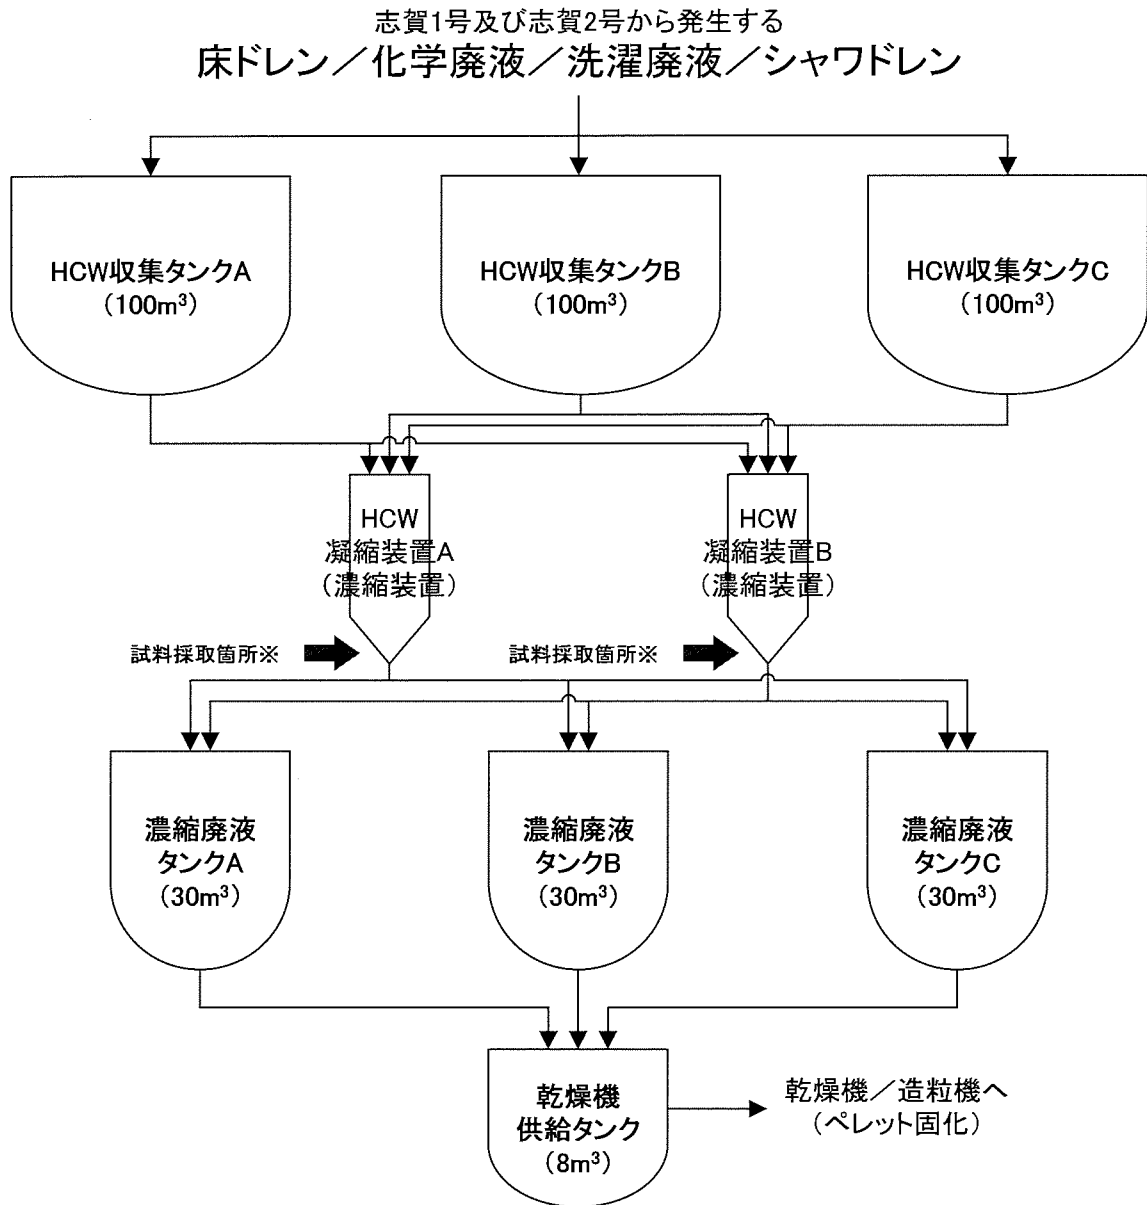 志賀1号及び志賀2号から発生する
床ドレン／化学廃液／洗濯廃液／シャワドレン
HCW収集タンクA
（100m³）
HCW収集タンクB
（100m³）
HCW収集タンクC
（100m³）
HCW
凝縮装置A
（濃縮装置）
HCW
凝縮装置B
（濃縮装置）
試料採取箇所※
試料採取箇所※
濃縮廃液
タンクA
（30m³）
濃縮廃液
タンクB
（30m³）
濃縮廃液
タンクC
（30m³）
乾燥機
供給タンク
（8m³）
乾燥機／造粒機へ
（ペレット固化）